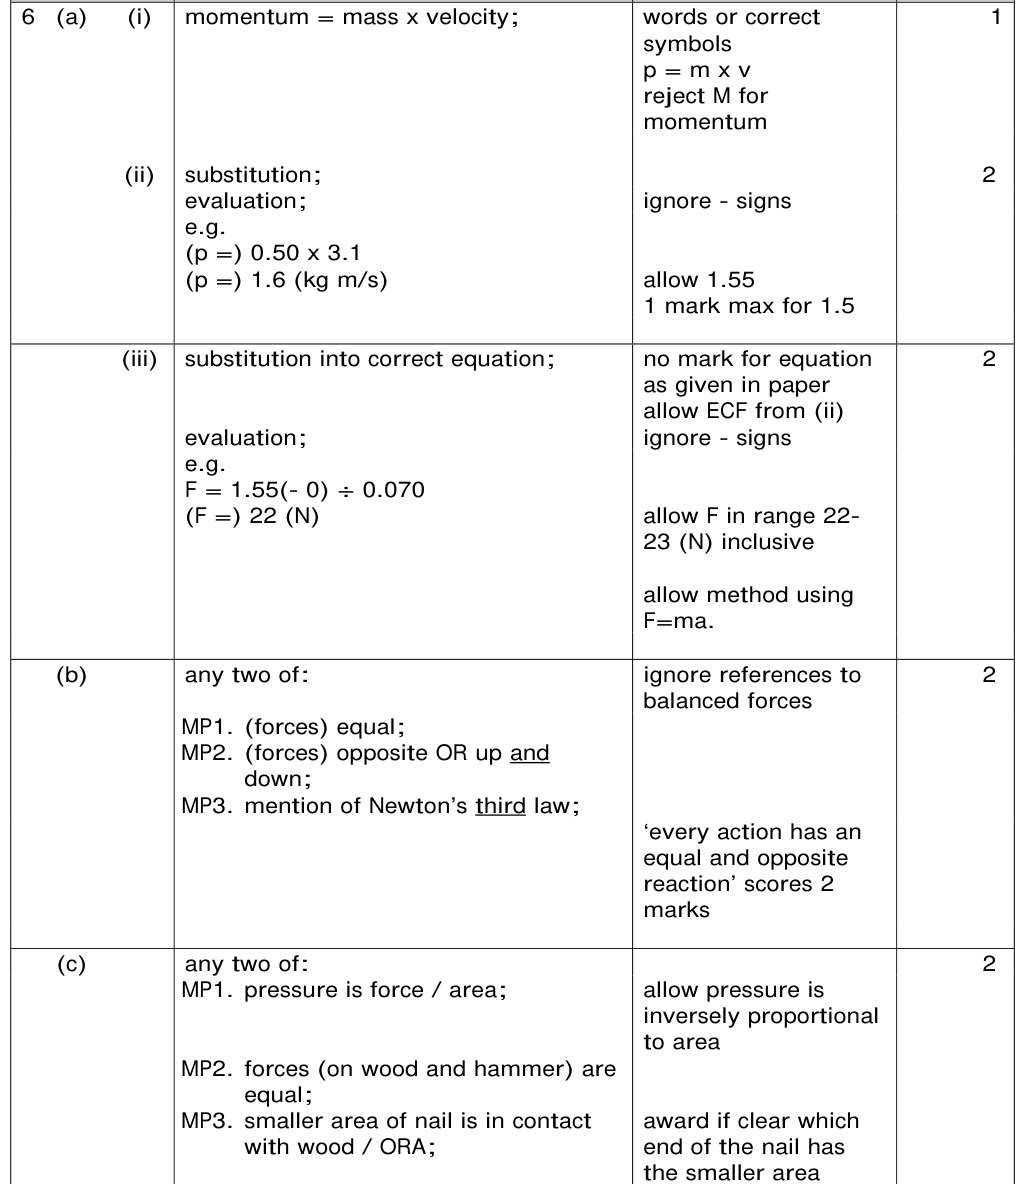 6 (a) (i) momentum = mass x velocity; words or correct 1
symbols
p = m x v
reject M for
momentum
(ii) substitution; 2
evaluation; ignore - signs
e.g.
(p =) 0.50 x 3.1
(p =) 1.6 (kg m/s) allow 1.55
1 mark max for 1.5
(iii) substitution into correct equation; no mark for equation 2
as given in paper
allow ECF from (ii)
evaluation; ignore - signs
e.g.
F = 1.55(- 0) ÷ 0.070
(F =) 22 (N) allow F in range 22-
23 (N) inclusive
allow method using
F=ma.
(b) any two of: ignore references to 2
balanced forces
MP1. (forces) equal;
MP2. (forces) opposite OR up and
down;
MP3. mention of Newton's third law;
‘every action has an
equal and opposite
reaction’ scores 2
marks
(c) any two of: 2
MP1. pressure is force / area; allow pressure is
inversely proportional
to area
MP2. forces (on wood and hammer) are
equal;
MP3. smaller area of nail is in contact award if clear which
with wood / ORA; end of the nail has
the smaller area